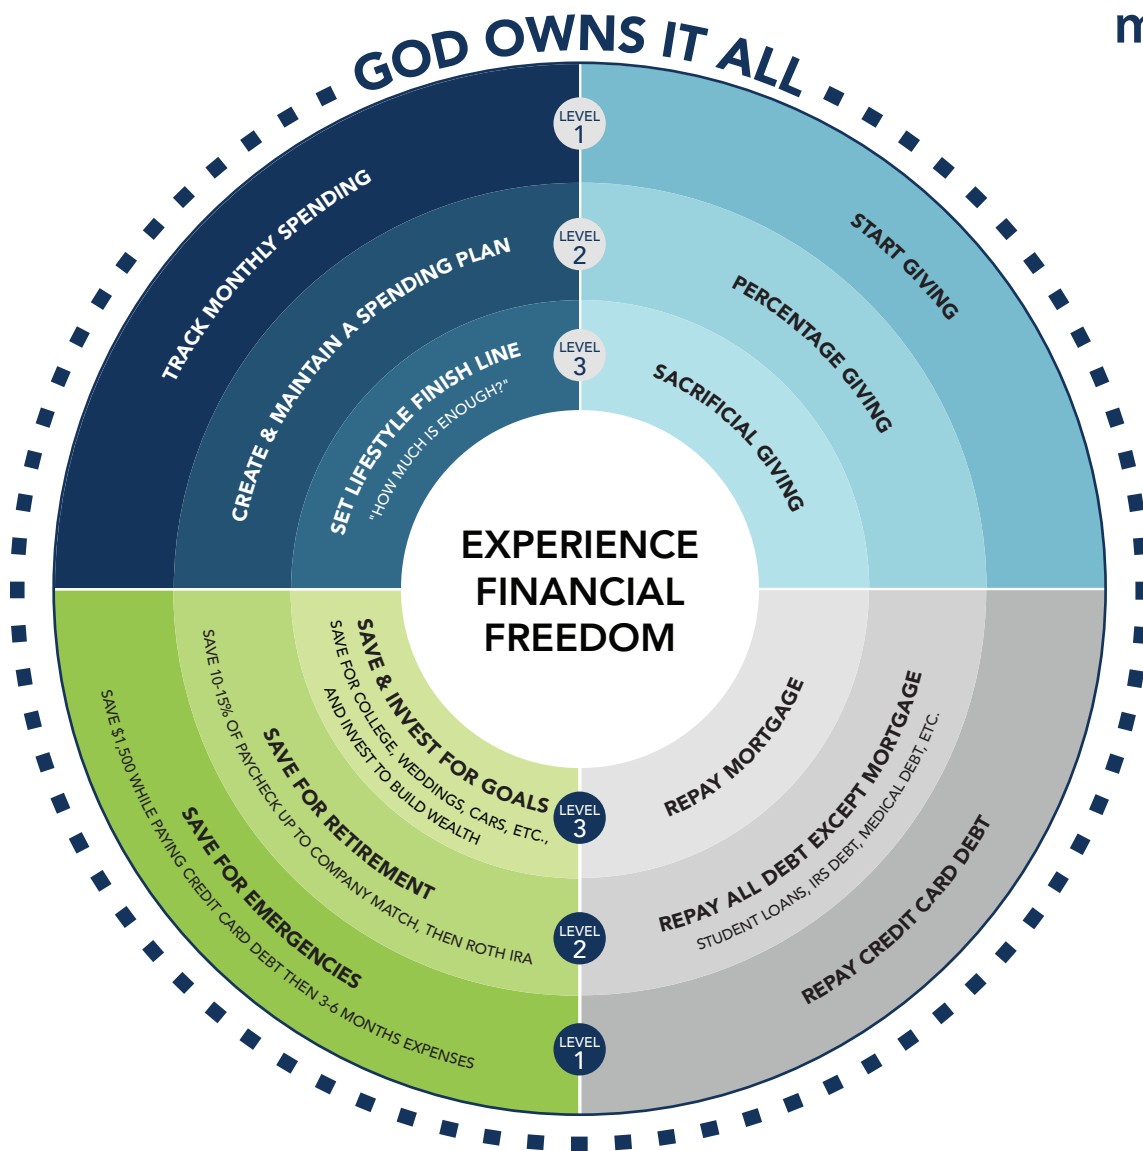 GOD OWNS IT ALL
m
LEVEL
1
LEVEL
2
LEVEL
3
TRACK MONTHLY SPENDING
CREATE & MAINTAIN A SPENDING PLAN
SET LIFESTYLE FINISH LINE
"HOW MUCH IS ENOUGH?"
START GIVING
PERCENTAGE GIVING
SACRIFICIAL GIVING
EXPERIENCE
FINANCIAL
FREEDOM
SAVE & INVEST FOR GOALS
SAVE FOR COLLEGE, WEDDINGS, CARS, ETC.,
AND INVEST TO BUILD WEALTH
SAVE FOR RETIREMENT
SAVE 10-15% OF PAYCHECK UP TO COMPANY MATCH, THEN ROTH IRA
SAVE FOR EMERGENCIES
SAVE $1,500 WHILE PAYING CREDIT CARD DEBT THEN 3-6 MONTHS EXPENSES
REPAY MORTGAGE
REPAY ALL DEBT EXCEPT MORTGAGE
STUDENT LOANS, IRS DEBT, MEDICAL DEBT, ETC.
REPAY CREDIT CARD DEBT
LEVEL
3
LEVEL
2
LEVEL
1